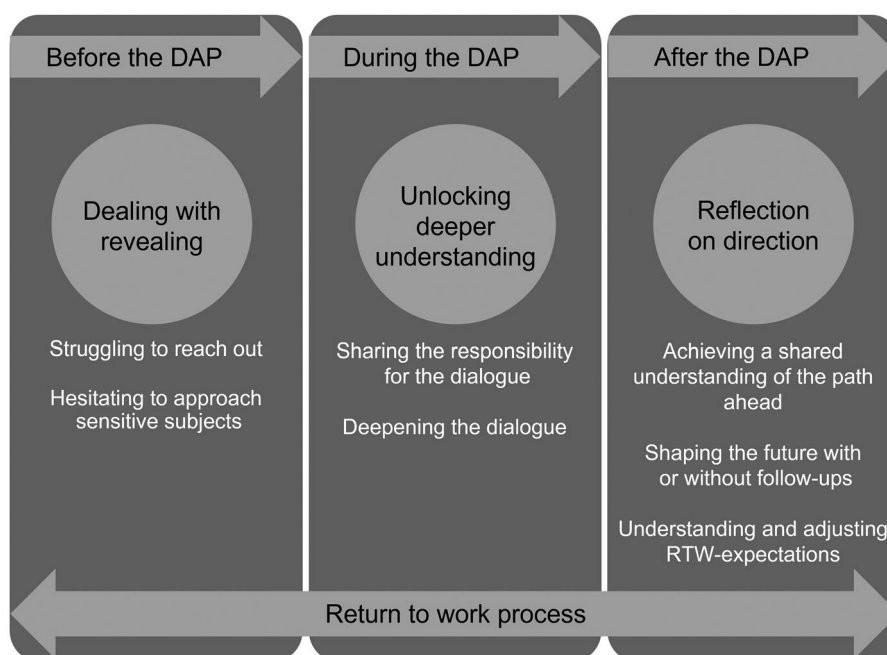 Before the DAP
During the DAP
After the DAP
Dealing with
revealing
Unlocking
deeper
understanding
Reflection
on direction
Struggling to reach out
Hesitating to approach
sensitive subjects
Sharing the responsibility
for the dialogue
Deepening the dialogue
Achieving a shared
understanding of the path
ahead
Shaping the future with
or without follow-ups
Understanding and adjusting
RTW-expectations
Return to work process